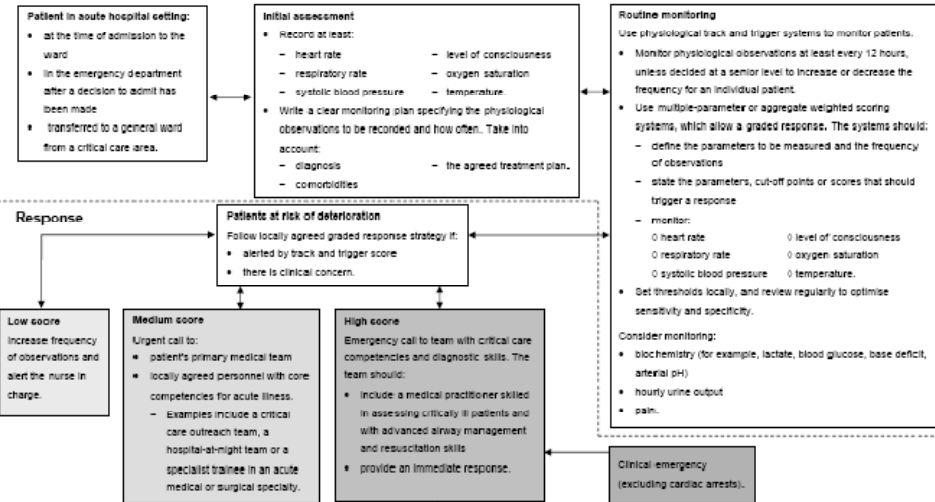 Patient in acute hospital setting:
• at the time of admission to the
ward
• in the emergency department
after a decision to admit has
been made
• transferred to a general ward
from a critical care area.
Initial assessment
• Record at least:
– heart rate – level of consciousness
– respiratory rate – oxygen saturation
– systolic blood pressure – temperature.
• Write a clear monitoring plan specifying the physiological
observations to be recorded and how often. Take into
account:
– diagnosis – the agreed treatment plan.
– comorbidities
Routine monitoring
Use physiological track and trigger systems to monitor patients.
• Monitor physiological observations at least every 12 hours,
unless decided at a senior level to increase or decrease the
frequency for an individual patient.
• Use multiple-parameter or aggregate weighted scoring
systems, which allow a graded response. The systems should:
– define the parameters to be measured and the frequency
of observations
– state the parameters, cut-off points or scores that should
trigger a response
– monitor:
◊ heart rate ◊ level of consciousness
◊ respiratory rate ◊ oxygen saturation
◊ systolic blood pressure ◊ temperature.
• Set thresholds locally, and review regularly to optimise
sensitivity and specificity.
Consider monitoring:
• biochemistry (for example, lactate, blood glucose, base deficit,
arterial pH)
• hourly urine output
• pain.
Response
Patients at risk of deterioration
Follow locally agreed graded response strategy if:
• alerted by track and trigger score
• there is clinical concern.
Low score
Increase frequency
of observations and
alert the nurse in
charge.
Medium score
Urgent call to:
• patient's primary medical team
• locally agreed personnel with core
competencies for acute illness.
– Examples include a critical
care outreach team, a
hospital-at-night team or a
specialist trainee in an acute
medical or surgical specialty.
High score
Emergency call to team with critical care
competencies and diagnostic skills. The
team should:
• include a medical practitioner skilled
in assessing critically ill patients and
with advanced airway management
and resuscitation skills
• provide an immediate response.
Clinical emergency
(excluding cardiac arrests).